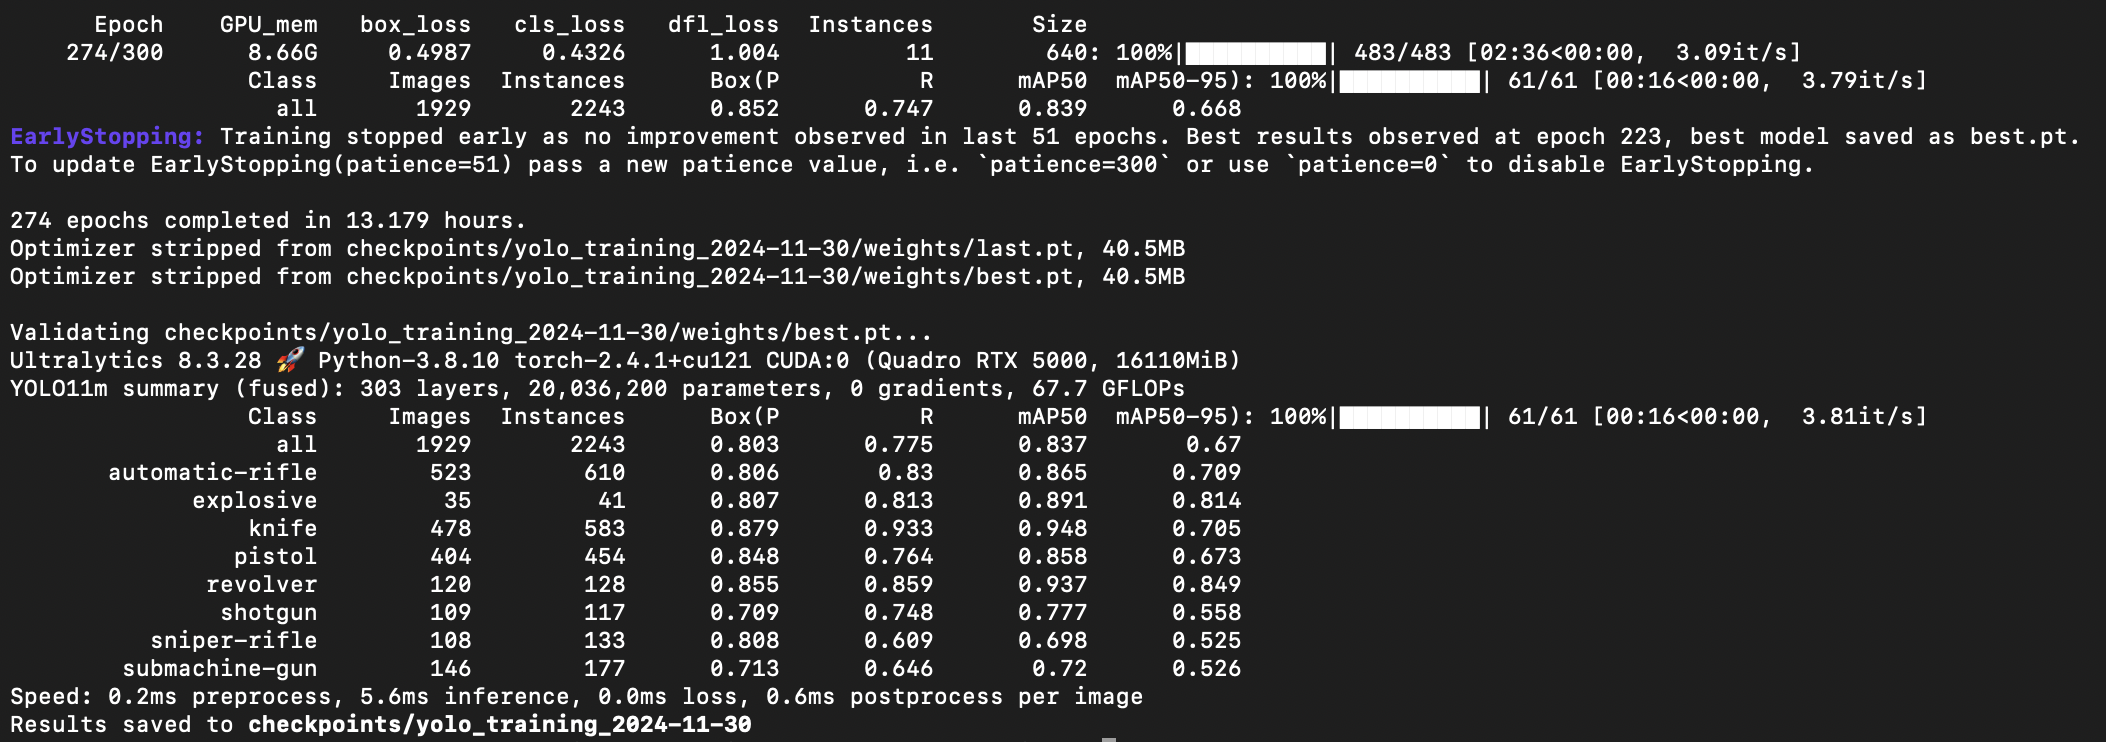 Epoch GPU_mem box_loss cls_loss dfl_loss Instances Size
274/300 8.66G 0.4987 0.4326 1.004 11 640: 100%|██████████| 483/483 [02:36<00:00, 3.09it/s]
Class Images Instances Box(P R mAP50 mAP50-95): 100%|██████████| 61/61 [00:16<00:00, 3.79it/s]
all 1929 2243 0.852 0.747 0.839 0.668
EarlyStopping: Training stopped early as no improvement observed in last 51 epochs. Best results observed at epoch 223, best model saved as best.pt.
To update EarlyStopping(patience=51) pass a new patience value, i.e. `patience=300` or use `patience=0` to disable EarlyStopping.
274 epochs completed in 13.179 hours.
Optimizer stripped from checkpoints/yolo_training_2024-11-30/weights/last.pt, 40.5MB
Optimizer stripped from checkpoints/yolo_training_2024-11-30/weights/best.pt, 40.5MB
Validating checkpoints/yolo_training_2024-11-30/weights/best.pt...
Ultralytics 8.3.28 🚀 Python-3.8.10 torch-2.4.1+cu121 CUDA:0 (Quadro RTX 5000, 16110MiB)
YOLO11m summary (fused): 303 layers, 20,036,200 parameters, 0 gradients, 67.7 GFLOPs
Class Images Instances Box(P R mAP50 mAP50-95): 100%|██████████| 61/61 [00:16<00:00, 3.81it/s]
all 1929 2243 0.803 0.775 0.837 0.67
automatic-rifle 523 610 0.806 0.83 0.865 0.709
explosive 35 41 0.807 0.813 0.891 0.814
knife 478 583 0.879 0.933 0.948 0.705
pistol 404 454 0.848 0.764 0.858 0.673
revolver 120 128 0.855 0.859 0.937 0.849
shotgun 109 117 0.709 0.748 0.777 0.558
sniper-rifle 108 133 0.808 0.609 0.698 0.525
submachine-gun 146 177 0.713 0.646 0.72 0.526
Speed: 0.2ms preprocess, 5.6ms inference, 0.0ms loss, 0.6ms postprocess per image
Results saved to checkpoints/yolo_training_2024-11-30